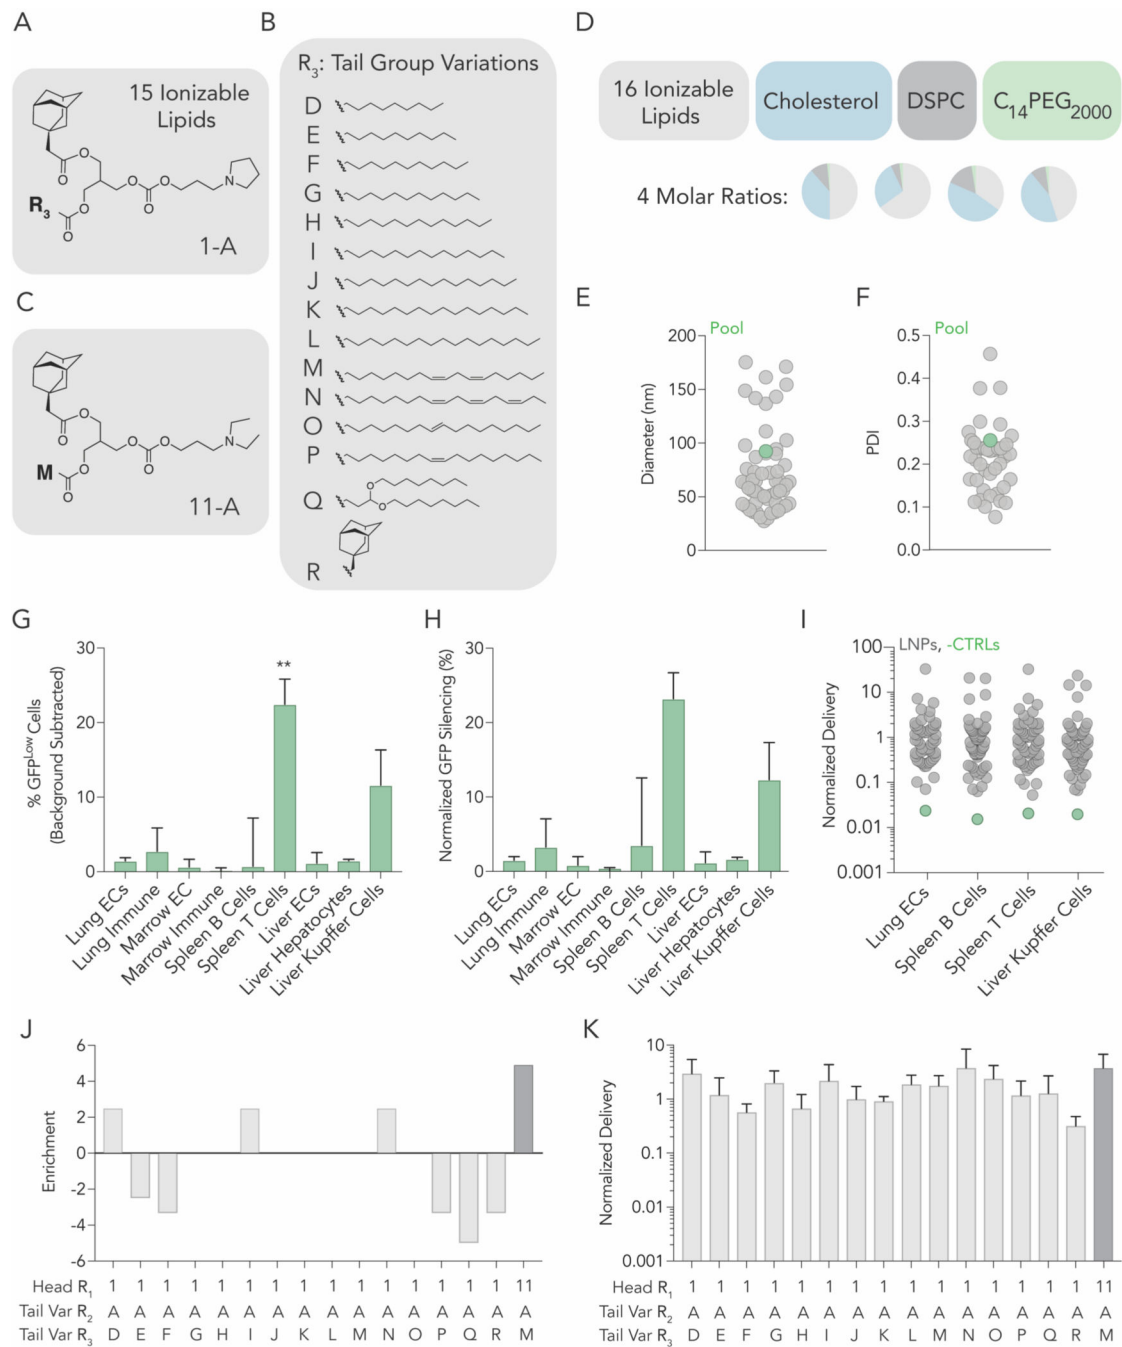 A
15 Ionizable
Lipids
O
O
O
O
O
N
R3
O
O
1-A
B
R3: Tail Group Variations
D
E
F
G
H
I
J
K
L
M
N
O
P
Q
O
O
R
C
O
O
O
O
O
N
M
O
O
11-A
D
16 Ionizable
Lipids
Cholesterol
DSPC
C14PEG2000
4 Molar Ratios:
E
Pool
Diameter (nm)
200
150
100
50
0
F
Pool
PDI
0.5
0.4
0.3
0.2
0.1
0.0
G
% GFPLow Cells
(Background Subtracted)
30
20
10
0
**
Lung ECs
Lung Immune
Marrow EC
Marrow Immune
Spleen B Cells
Spleen T Cells
Liver ECs
Liver Hepatocytes
Liver Kupffer Cells
H
Normalized GFP Silencing (%)
30
20
10
0
Lung ECs
Lung Immune
Marrow EC
Marrow Immune
Spleen B Cells
Spleen T Cells
Liver ECs
Liver Hepatocytes
Liver Kupffer Cells
I
LNPs, -CTRLs
Normalized Delivery
100
10
1
0.1
0.01
0.001
Lung ECs
Spleen B Cells
Spleen T Cells
Liver Kupffer Cells
J
Enrichment
6
4
2
0
-2
-4
-6
Head R1 1 1 1 1 1 1 1 1 1 1 1 1 1 1 1 11
Tail Var R2 A A A A A A A A A A A A A A A A
Tail Var R3 D E F G H I J K L M N O P Q R M
K
Normalized Delivery
10
1
0.1
0.01
0.001
Head R1 1 1 1 1 1 1 1 1 1 1 1 1 1 1 1 11
Tail Var R2 A A A A A A A A A A A A A A A A
Tail Var R3 D E F G H I J K L M N O P Q R M